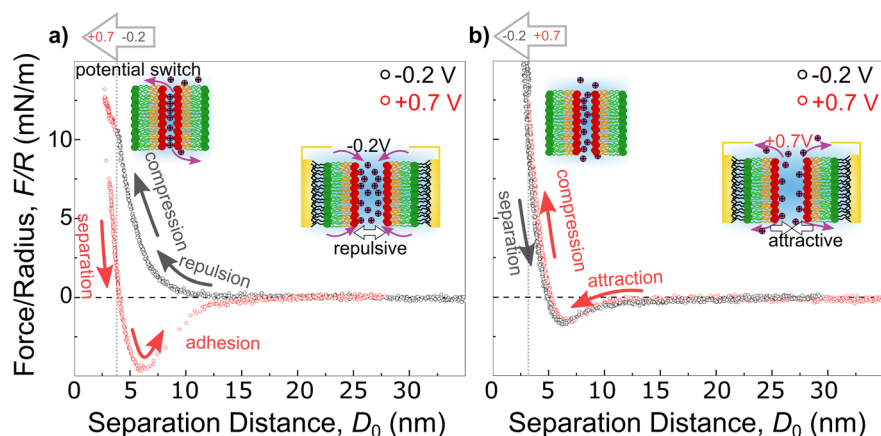 +0.7 -0.2
a)
potential switch
-0.2 V
+0.7 V
-0.2V
repulsive
compression
repulsion
separation
adhesion
10
5
0
Force/Radius, F/R (mN/m)
0 5 10 15 20 25 30
Separation Distance, D0 (nm)
-0.2 +0.7
b)
-0.2 V
+0.7 V
+0.7V
attractive
separation
compression
attraction
0 5 10 15 20 25 30
Separation Distance, D0 (nm)